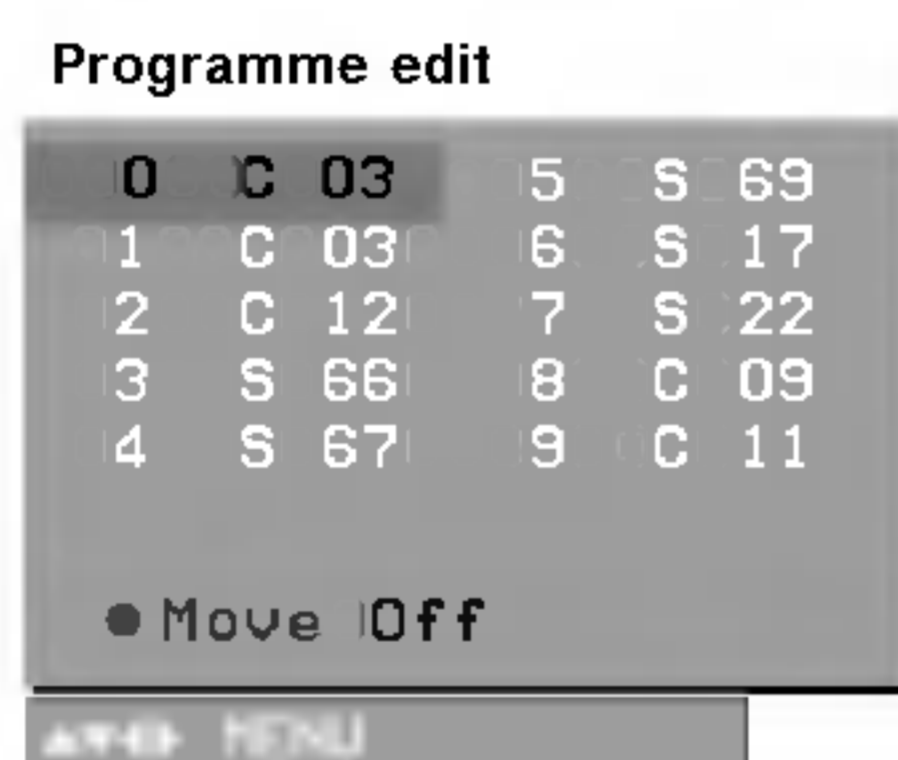 Programme edit
0 C 03 5 S 69
1 C 03 6 S 17
2 C 12 7 S 22
3 S 66 8 C 09
4 S 67 9 C 11
Move Off
MENU